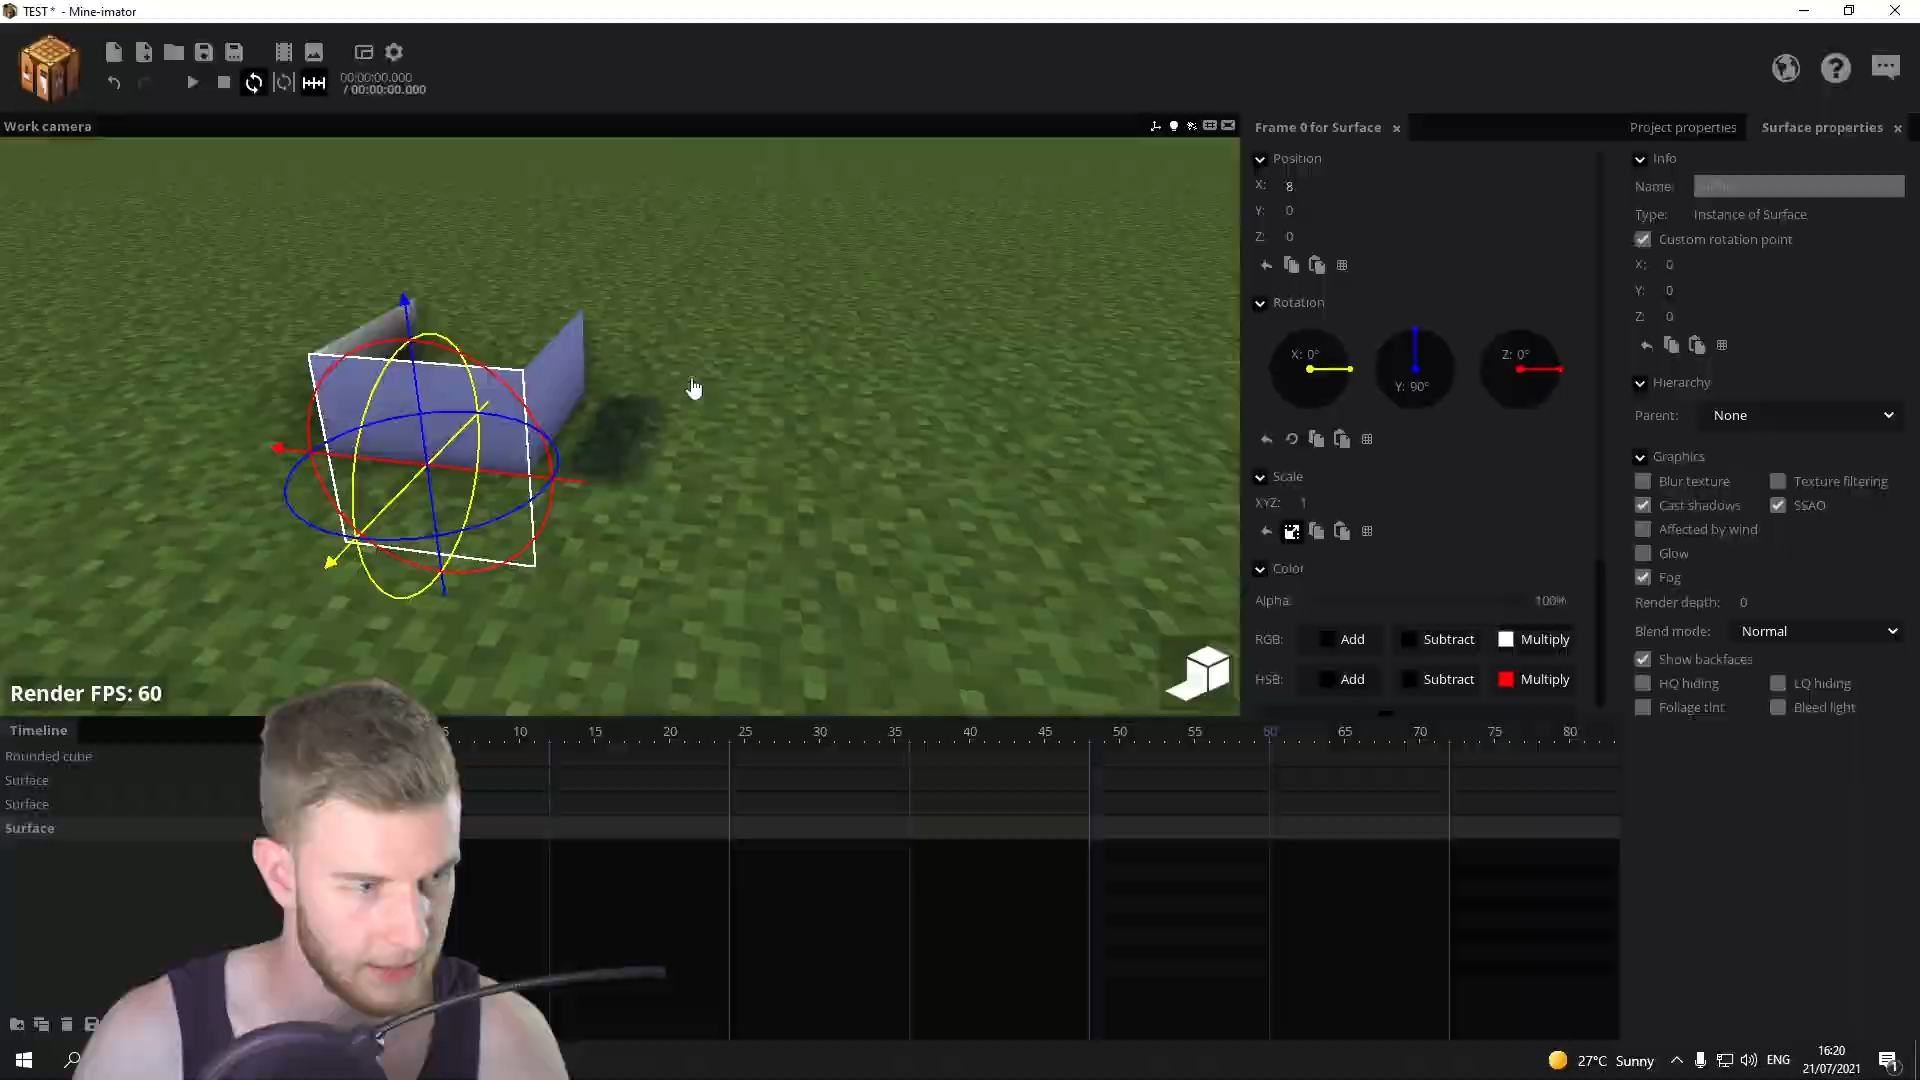 TEST* - Mine-imator
00:00:00.000
/ 00:00:00.000
Work camera
Frame 0 for Surface
Project properties
Surface properties
Position
X: 8
Y: 0
Z: 0
Rotation
X: 0°
Y: 90°
Z: 0°
Scale
XYZ: 1
Color
Alpha: 100%
RGB: Add Subtract Multiply
HSB: Add Subtract Multiply
Info
Name:
Type: Instance of Surface
Custom rotation point
X: 0
Y: 0
Z: 0
Hierarchy
Parent: None
Graphics
Blur texture Texture filtering
Cast shadows SSAO
Affected by wind
Glow
Fog
Render depth: 0
Blend mode: Normal
Show backfaces
HQ hiding LQ hiding
Foliage tint Bleed light
Render FPS: 60
Timeline
5 10 15 20 25 30 35 40 45 50 55 60 65 70 75 80
Rounded cube
Surface
Surface
Surface
27°C Sunny
ENG
16:20
21/07/2021
1